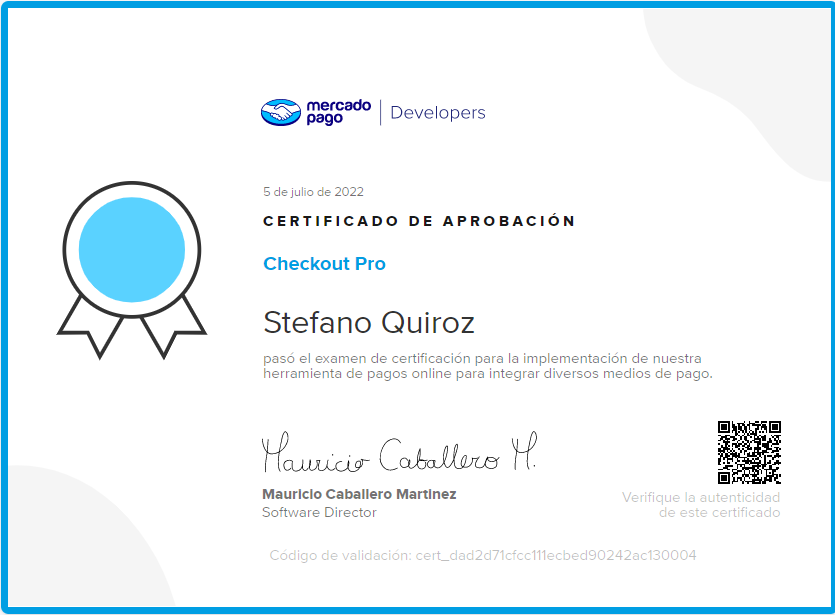 mercado
pago
Developers
5 de julio de 2022
CERTIFICADO DE APROBACIÓN
Checkout Pro
Stefano Quiroz
pasó el examen de certificación para la implementación de nuestra
herramienta de pagos online para integrar diversos medios de pago.
Mauricio Caballero M.
Mauricio Caballero Martinez
Software Director
Verifique la autenticidad
de este certificado
Código de validación: cert_dad2d71cfcc111ecbed90242ac130004